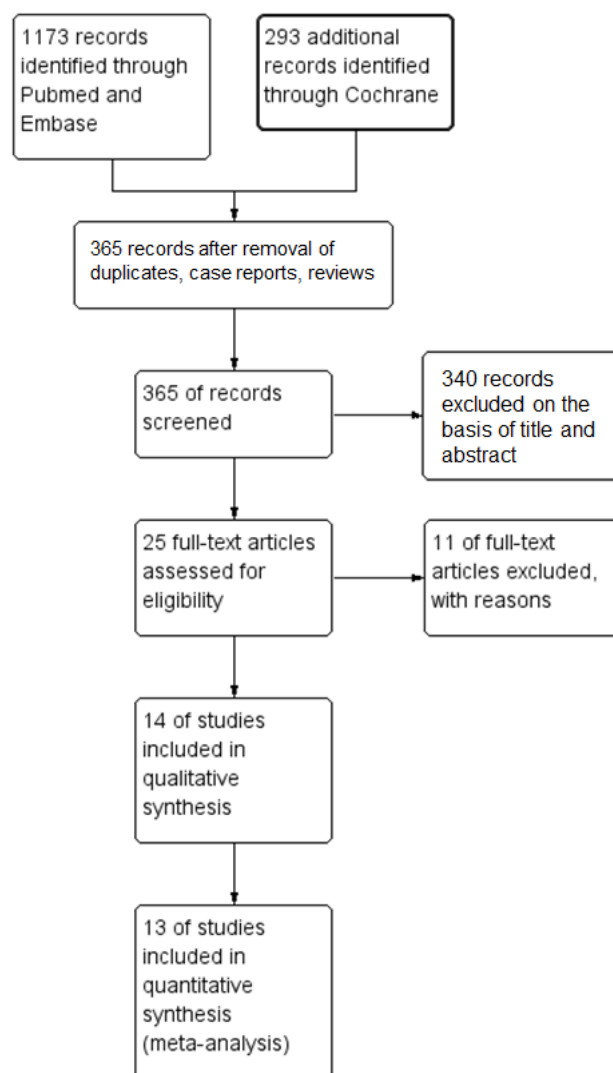 1173 records
identified through
Pubmed and
Embase
293 additional
records identified
through Cochrane
365 records after removal of
duplicates, case reports, reviews
365 of records
screened
340 records
excluded on the
basis of title and
abstract
25 full-text articles
assessed for
eligibility
11 of full-text
articles excluded,
with reasons
14 of studies
included in
qualitative
synthesis
13 of studies
included in
quantitative
synthesis
(meta-analysis)